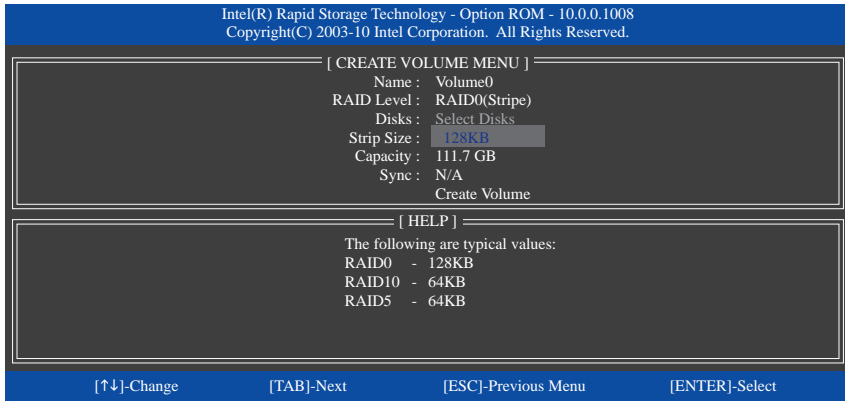 Intel(R) Rapid Storage Technology - Option ROM - 10.0.0.1008
Copyright(C) 2003-10 Intel Corporation. All Rights Reserved.
[ CREATE VOLUME MENU ]
Name : Volume0
RAID Level : RAID0(Stripe)
Disks : Select Disks
Strip Size : 128KB
Capacity : 111.7 GB
Sync : N/A
Create Volume
[ HELP ]
The following are typical values:
RAID0 - 128KB
RAID10 - 64KB
RAID5 - 64KB
[↑↓]-Change [TAB]-Next [ESC]-Previous Menu [ENTER]-Select